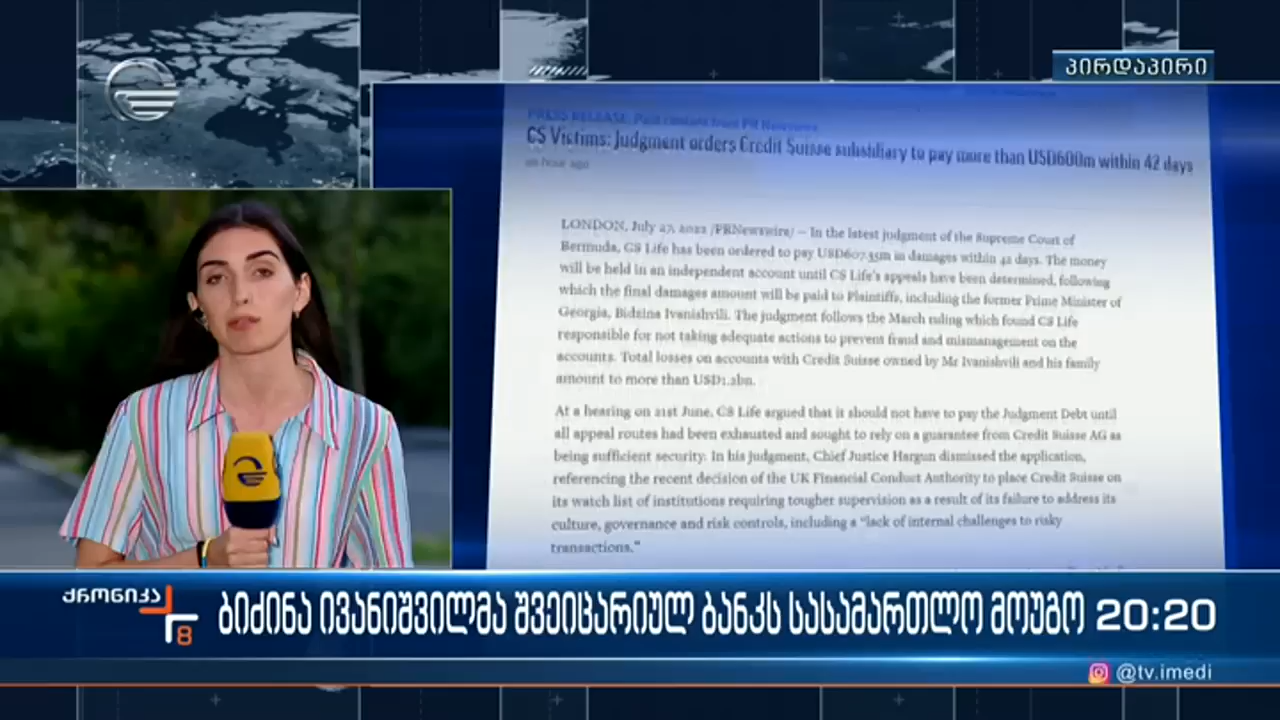 პირდაპირი
PRESS RELEASE: Paid content from PR Newswire
CS Victims: Judgment orders Credit Suisse subsidiary to pay more than USD600m within 42 days
an hour ago
LONDON, July 27, 2022 /PRNewswire/ -- In the latest judgment of the Supreme Court of
Bermuda, CS Life has been ordered to pay USD607.35m in damages within 42 days. The money
will be held in an independent account until CS Life's appeals have been determined, following
which the final damages amount will be paid to Plaintiffs, including the former Prime Minister of
Georgia, Bidzina Ivanishvili. The judgment follows the March ruling which found CS Life
responsible for not taking adequate actions to prevent fraud and mismanagement on the
accounts. Total losses on accounts with Credit Suisse owned by Mr Ivanishvili and his family
amount to more than USD1.2bn.
At a hearing on 21st June, CS Life argued that it should not have to pay the Judgment Debt until
all appeal routes had been exhausted and sought to rely on a guarantee from Credit Suisse AG as
being sufficient security. In his judgment, Chief Justice Hargun dismissed the application,
referencing the recent decision of the UK Financial Conduct Authority to place Credit Suisse on
its watch list of institutions requiring tougher supervision as a result of its failure to address its
culture, governance and risk controls, including a "lack of internal challenges to risky
transactions."
ქრონიკა
8
ბიძინა ივანიშვილმა შვეიცარიულ ბანკს სასამართლო მოუგო 20:20
@tv.imedi